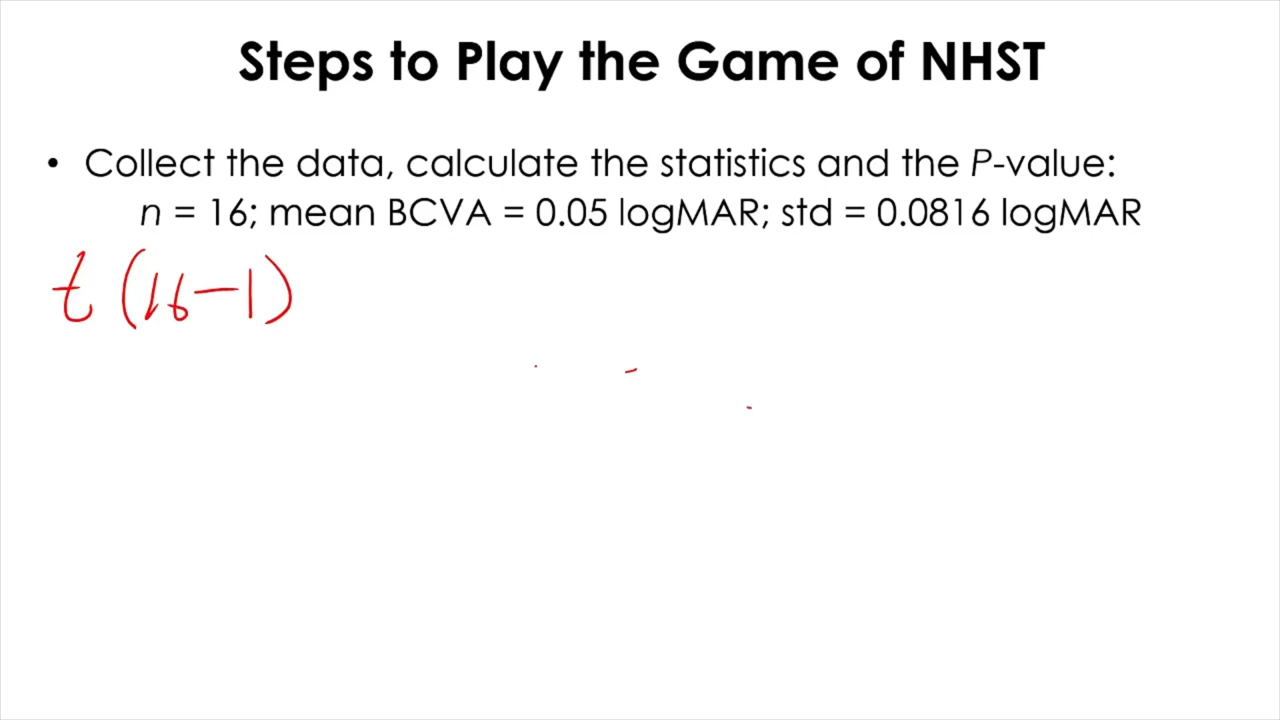 Steps to Play the Game of NHST
• Collect the data, calculate the statistics and the P-value:
n = 16; mean BCVA = 0.05 logMAR; std = 0.0816 logMAR
t (16-1)